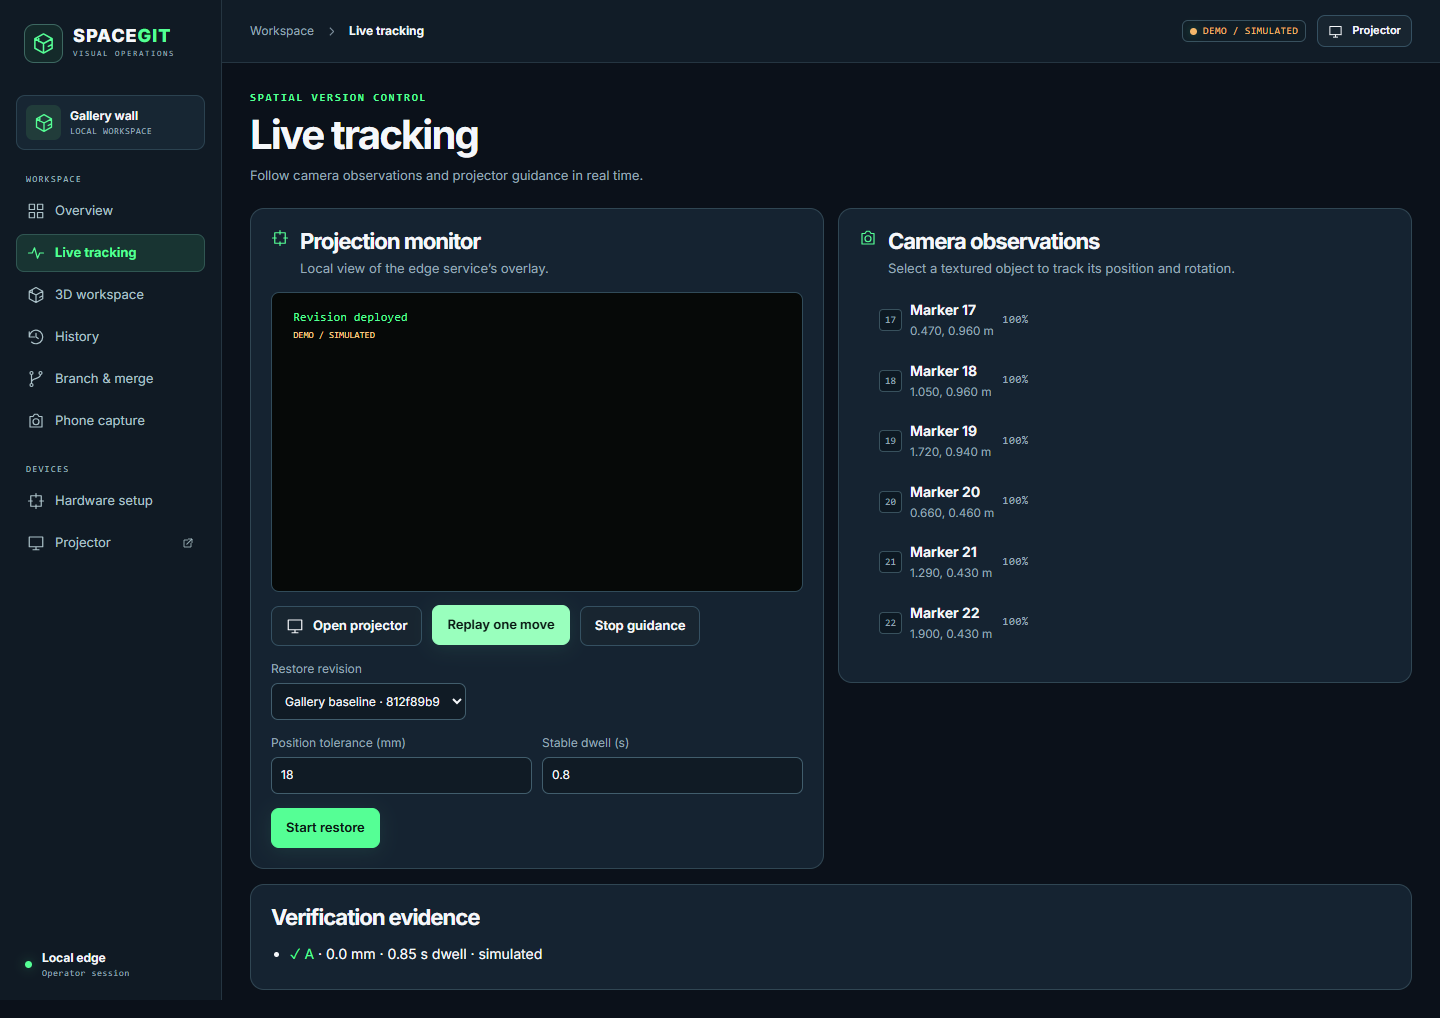 SPACEGIT
VISUAL OPERATIONS
Gallery wall
LOCAL WORKSPACE
WORKSPACE
Overview
Live tracking
3D workspace
History
Branch & merge
Phone capture
DEVICES
Hardware setup
Projector
Local edge
Operator session
Workspace > Live tracking
DEMO / SIMULATED
Projector
SPATIAL VERSION CONTROL
Live tracking
Follow camera observations and projector guidance in real time.
Projection monitor
Local view of the edge service’s overlay.
Revision deployed
DEMO / SIMULATED
Open projector
Replay one move
Stop guidance
Restore revision
Gallery baseline · 812f89b9
Position tolerance (mm)
Stable dwell (s)
18
0.8
Start restore
Camera observations
Select a textured object to track its position and rotation.
17
Marker 17
0.470, 0.960 m
100%
18
Marker 18
1.050, 0.960 m
100%
19
Marker 19
1.720, 0.940 m
100%
20
Marker 20
0.660, 0.460 m
100%
21
Marker 21
1.290, 0.430 m
100%
22
Marker 22
1.900, 0.430 m
100%
Verification evidence
• ✓ A · 0.0 mm · 0.85 s dwell · simulated